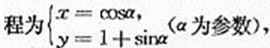 程为{x = cosα,
y = 1 + sinα (α为参数),